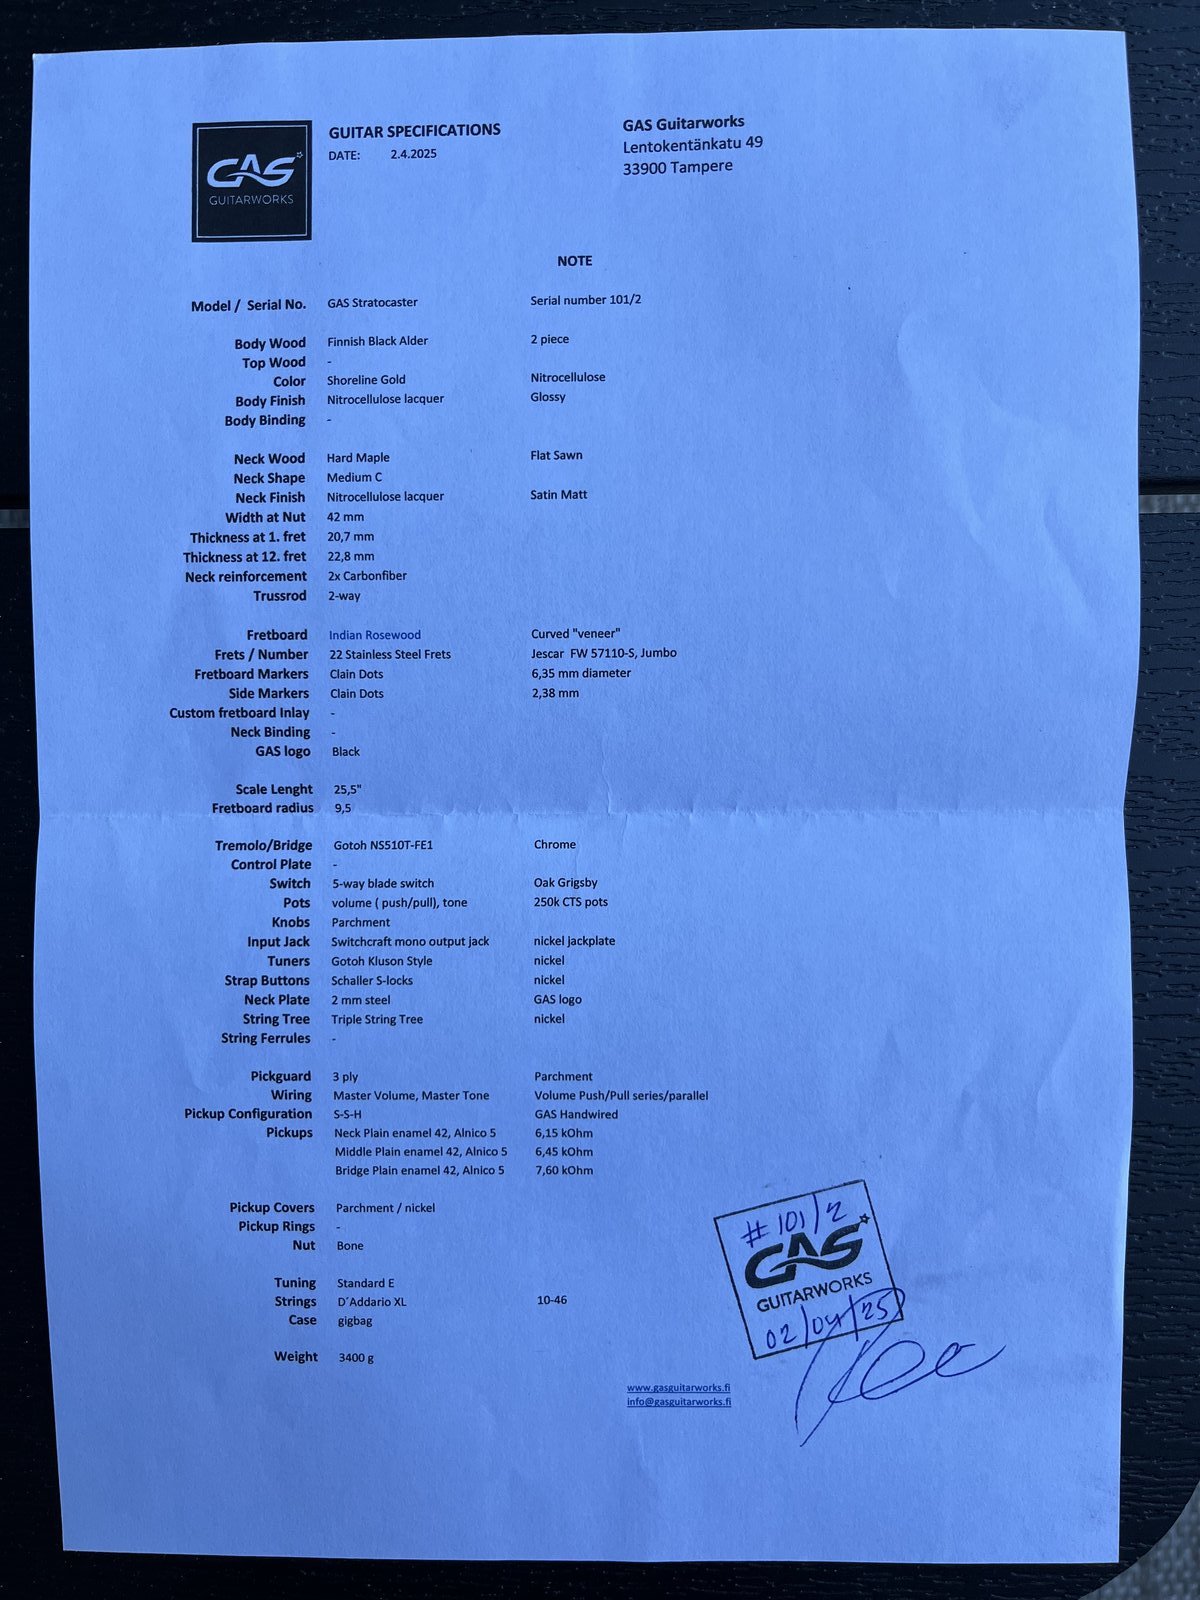 GAS
GUITARWORKS
GUITAR SPECIFICATIONS
DATE: 2.4.2025
GAS Guitarworks
Lentokentänkatu 49
33900 Tampere
NOTE
Model / Serial No. GAS Stratocaster Serial number 101/2
Body Wood Finnish Black Alder 2 piece
Top Wood -
Color Shoreline Gold Nitrocellulose
Body Finish Nitrocellulose lacquer Glossy
Body Binding -
Neck Wood Hard Maple Flat Sawn
Neck Shape Medium C
Neck Finish Nitrocellulose lacquer Satin Matt
Width at Nut 42 mm
Thickness at 1. fret 20,7 mm
Thickness at 12. fret 22,8 mm
Neck reinforcement 2x Carbonfiber
Trussrod 2-way
Fretboard Indian Rosewood Curved "veneer"
Frets / Number 22 Stainless Steel Frets Jescar FW 57110-S, Jumbo
Fretboard Markers Clain Dots 6,35 mm diameter
Side Markers Clain Dots 2,38 mm
Custom fretboard Inlay -
Neck Binding -
GAS logo Black
Scale Lenght 25,5"
Fretboard radius 9,5
Tremolo/Bridge Gotoh NS510T-FE1 Chrome
Control Plate -
Switch 5-way blade switch Oak Grigsby
Pots volume ( push/pull), tone 250k CTS pots
Knobs Parchment
Input Jack Switchcraft mono output jack nickel jackplate
Tuners Gotoh Kluson Style nickel
Strap Buttons Schaller S-locks nickel
Neck Plate 2 mm steel GAS logo
String Tree Triple String Tree nickel
String Ferrules -
Pickguard 3 ply Parchment
Wiring Master Volume, Master Tone Volume Push/Pull series/parallel
Pickup Configuration S-S-H GAS Handwired
Pickups Neck Plain enamel 42, Alnico 5 6,15 kOhm
Middle Plain enamel 42, Alnico 5 6,45 kOhm
Bridge Plain enamel 42, Alnico 5 7,60 kOhm
Pickup Covers Parchment / nickel
Pickup Rings -
Nut Bone
Tuning Standard E
Strings D´Addario XL 10-46
Case gigbag
Weight 3400 g
# 101/2
GAS
GUITARWORKS
02/04/25
www.gasguitarworks.fi
info@gasguitarworks.fi